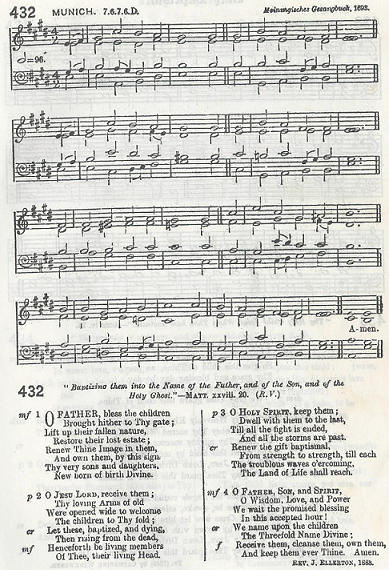 432 MUNICH. 7.6.7.6.D. Meiningisches Gesangbuch, 1693.
=96.
A-men.
432
"Baptizing them into the Name of the Father, and of the Son, and of the
Holy Ghost."—MATT. xxviii. 20. (R.V.)
mf 1 O FATHER, bless the children
Brought hither to Thy gate;
Lift up their fallen nature,
Restore their lost estate;
Renew Thine Image in them,
And own them, by this sign
Thy very sons and daughters,
New born of birth Divine.
p 2 O JESU LORD, receive them;
Thy loving Arms of old
Were opened wide to welcome
The children to Thy fold;
cr Let these, baptized, and dying,
Then rising from the dead,
mf Henceforth be living members
Of Thee, their living Head.
p 3 O HOLY SPIRIT, keep them;
Dwell with them to the last,
Till all the fight is ended,
And all the storms are past.
cr Renew the gift baptismal,
From strength to strength, till each
The troublous waves o'ercoming,
The Land of Life shall reach.
mf 4 O FATHER, SON, and SPIRIT,
O Wisdom, Love, and Power
We wait the promised blessing
In this accepted hour!
cr We name upon the children
The Threefold Name Divine;
f Receive them, cleanse them, own them,
And keep them ever Thine. Amen.
REV. J. ELLERTON, 1888.